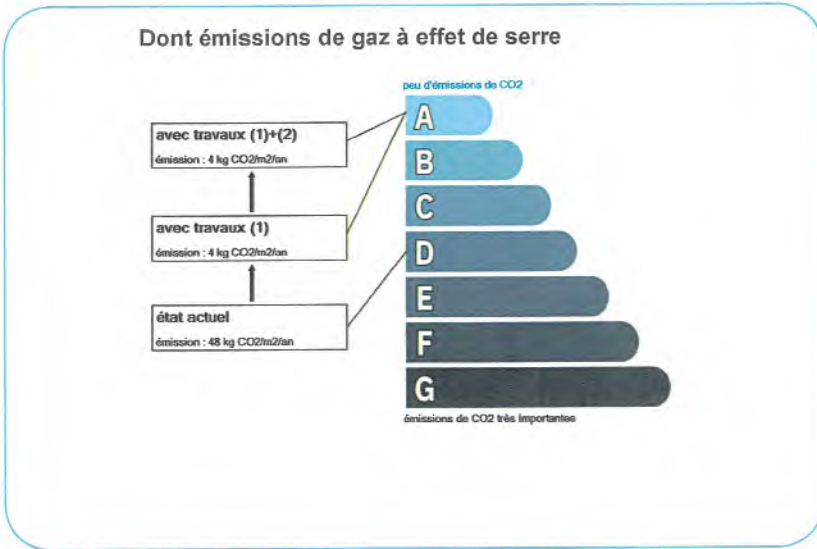 Dont émissions de gaz à effet de serre
peu d'émissions de CO2
avec travaux (1)+(2)
émission : 4 kg CO2/m2/an
avec travaux (1)
émission : 4 kg CO2/m2/an
état actuel
émission : 48 kg CO2/m2/an
A
B
C
D
E
F
G
émissions de CO2 très importantes